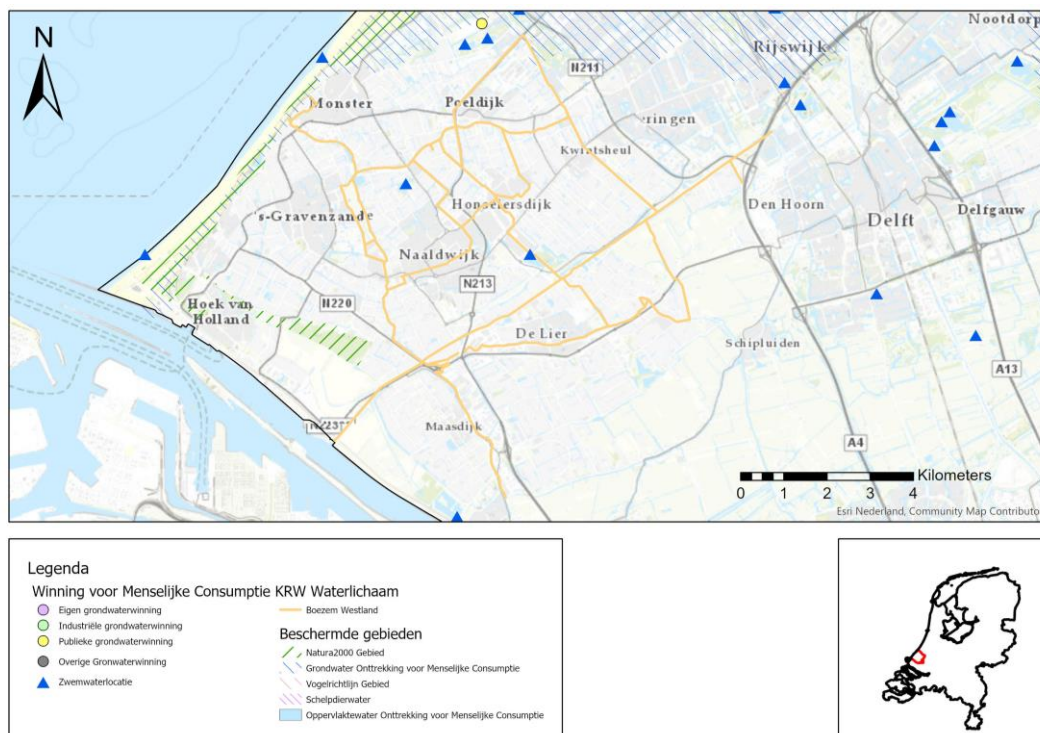 N
Nootdorp
Rijswijk
N211
Monster
Poeldijk
Kwintsheul
's-Gravenzande
Honselersdijk
Den Hoorn
Delft
Delfgauw
Naaldwijk
N213
Hoek van
Holland
N220
De Lier
Schipluiden
A13
Maasdijk
A4
Kilometers
0 1 2 3 4
Esri Nederland, Community Map Contributo
Legenda
Winning voor Menselijke Consumptie KRW Waterlichaam
Eigen grondwaterwinning
Boezem Westland
Industriële grondwaterwinning
Publieke grondwaterwinning
Beschermde gebieden
Overige Gronwaterwinning
Natura2000 Gebied
Grondwater Onttrekking voor Menselijke Consumptie
Zwemwaterlocatie
Vogelrichtlijn Gebied
Schelpdierwater
Oppervlaktewater Onttrekking voor Menselijke Consumptie